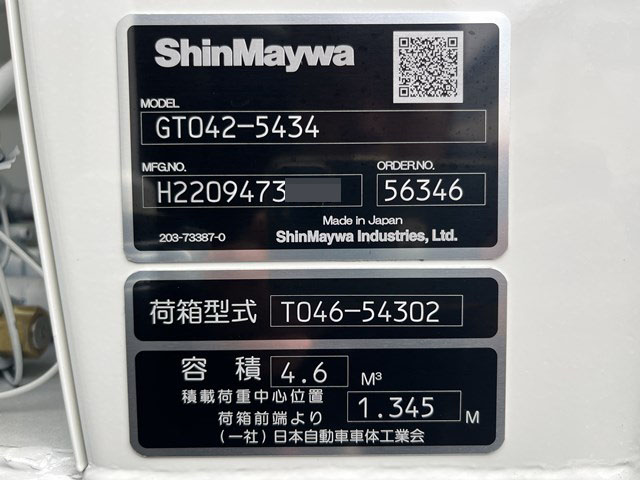 ShinMaywa
MODEL
GT042-5434
MFG.NO. ORDER.NO.
H2209473 56346
Made in Japan
203-73387-0 ShinMaywa Industries, Ltd.
荷箱型式 T046-54302
容積 4.6 M³
積載荷重中心位置
荷箱前端より 1.345 M
(一社)日本自動車車体工業会